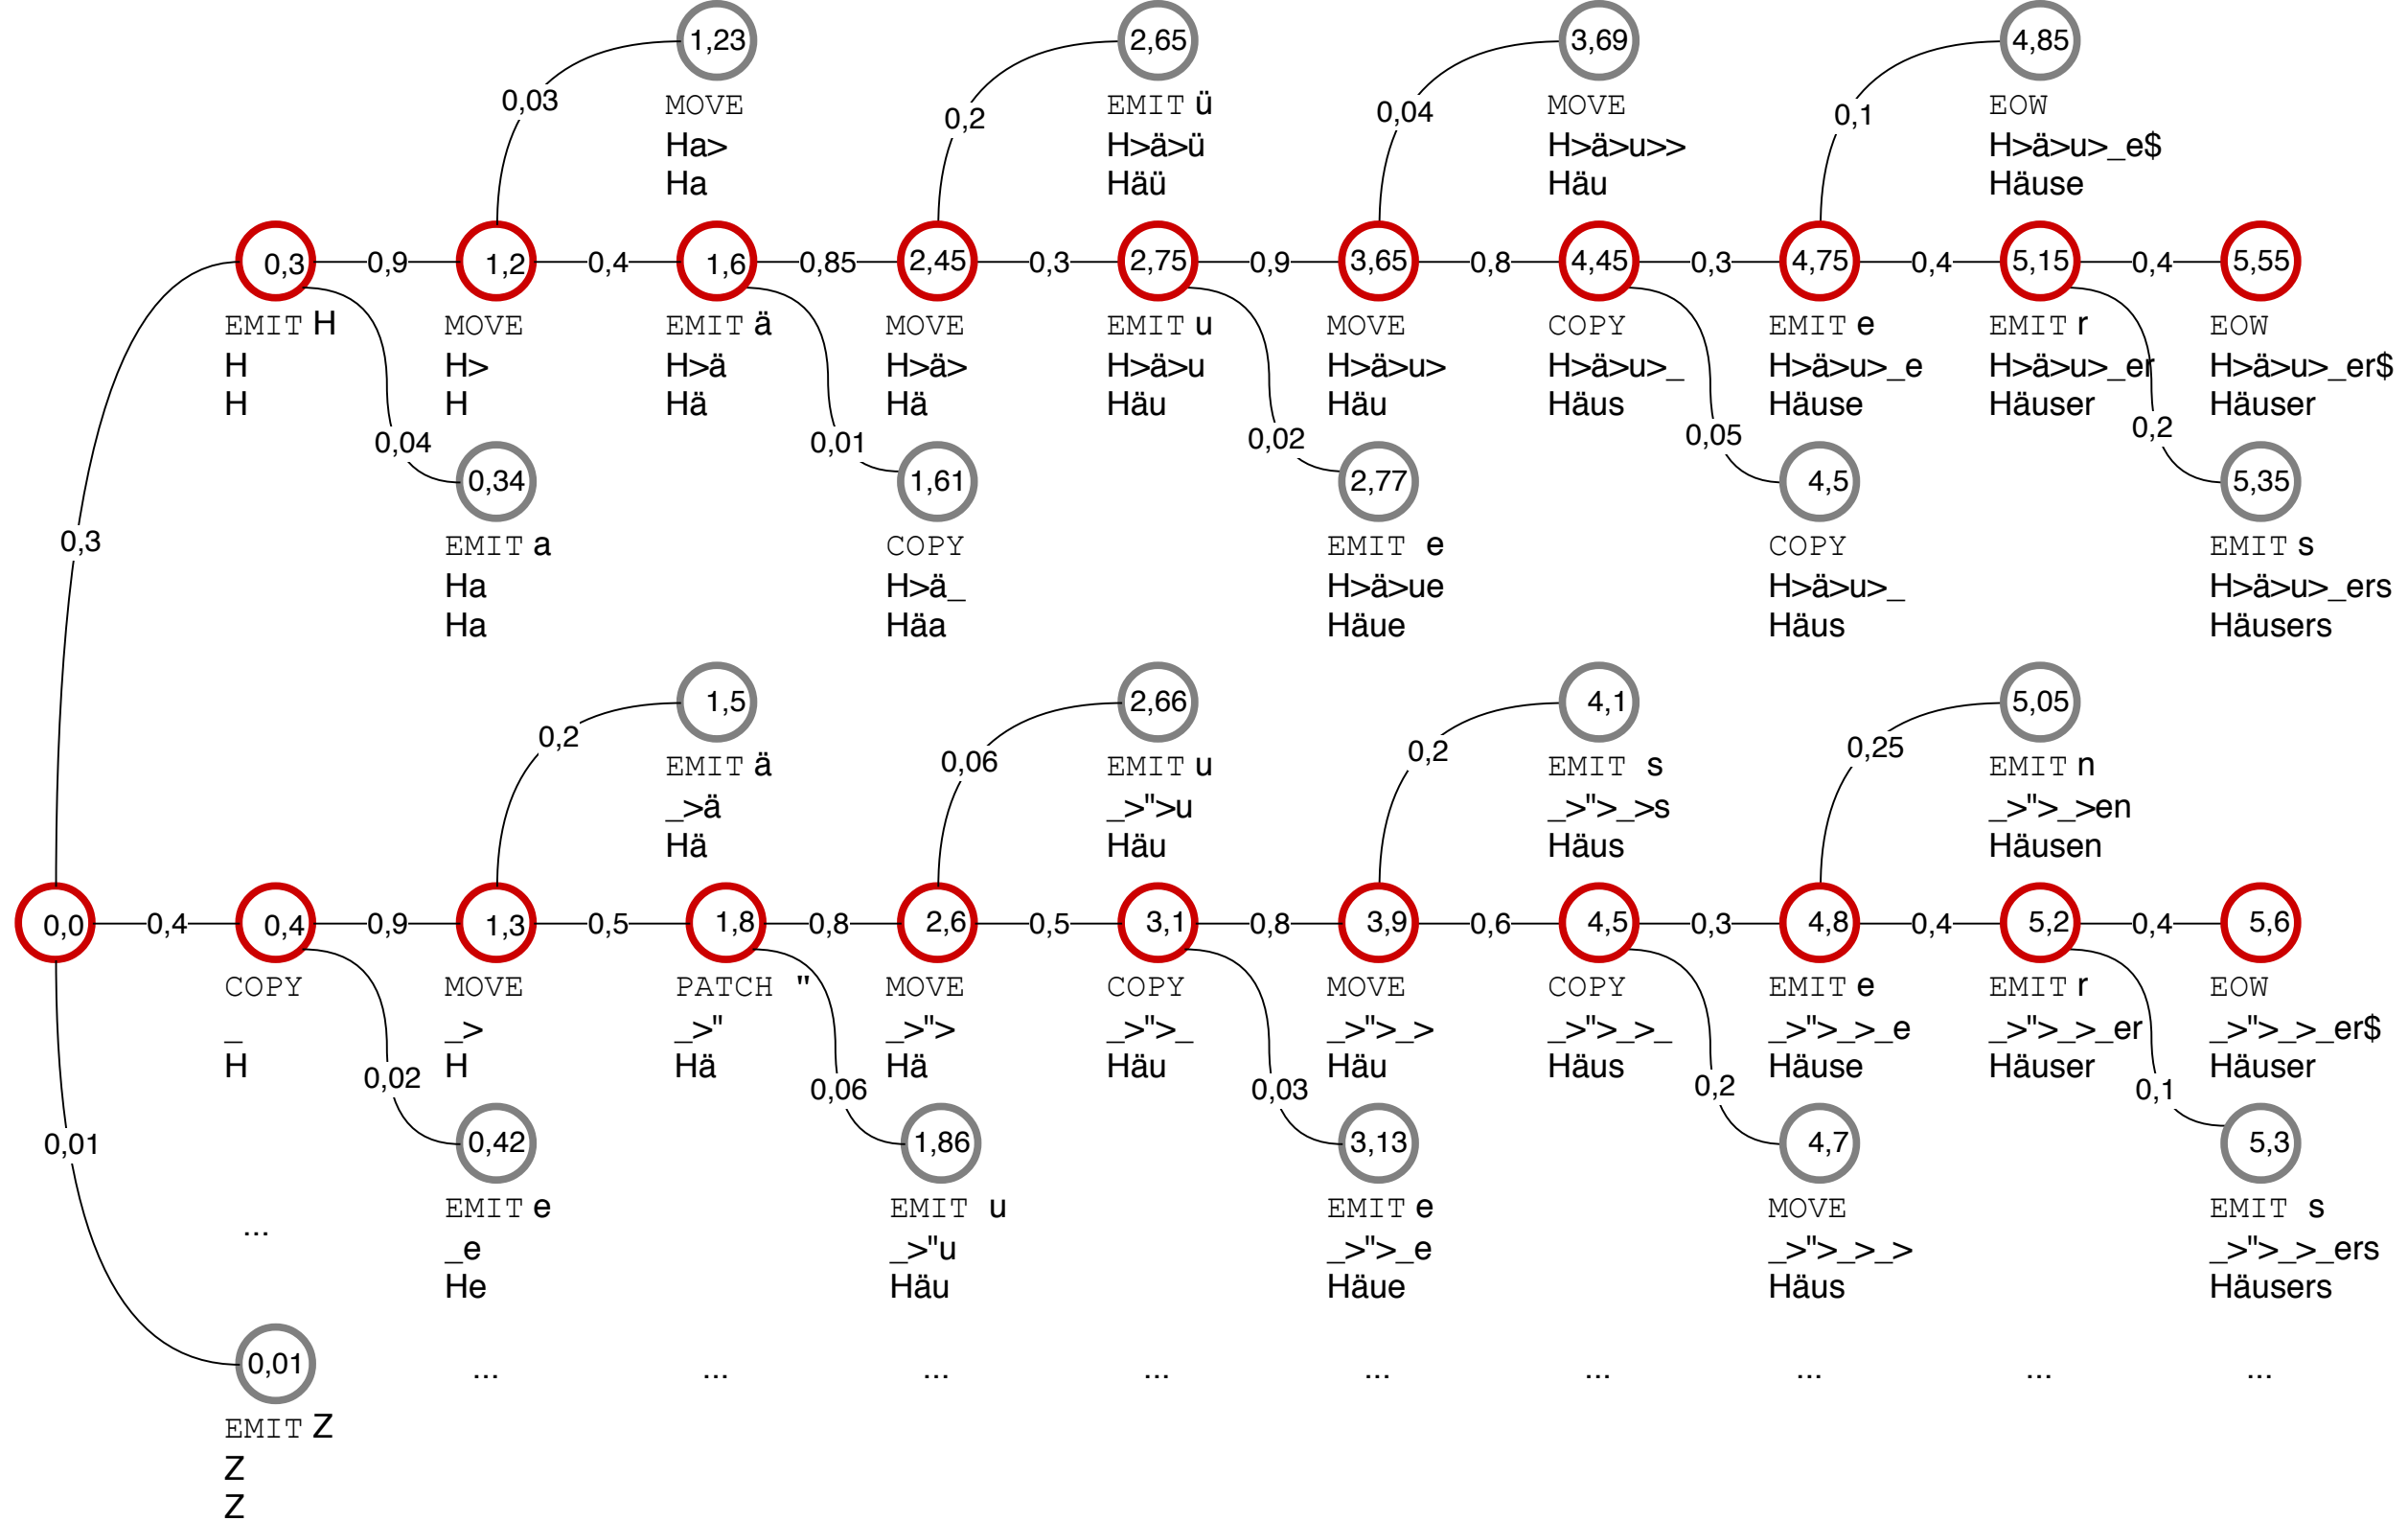 1,23 2,65 3,69 4,85
0,03 0,2 0,04 0,1
MOVE EMIT ü MOVE EOW
Ha> H>ä>ü H>ä>u>> H>ä>u>_e$
Ha Häü Häu Häuse
0,3 0,9 1,2 0,4 1,6 0,85 2,45 0,3 2,75 0,9 3,65 0,8 4,45 0,3 4,75 0,4 5,15 0,4 5,55
EMIT H MOVE EMIT ä MOVE EMIT u MOVE COPY EMIT e EMIT r EOW
H H> H>ä H>ä> H>ä>u H>ä>u> H>ä>u>_ H>ä>u>_e H>ä>u>_er H>ä>u>_er$
H H Hä Hä Häu Häu Häus Häuse Häuser Häuser
0,04 0,01 0,02 0,05 0,2
0,34 1,61 2,77 4,5 5,35
0,3
EMIT a COPY EMIT e COPY EMIT s
Ha H>ä_ H>ä>ue H>ä>u>_ H>ä>u>_ers
Ha Häa Häue Häus Häusers
1,5 2,66 4,1 5,05
0,2 0,06 0,2 0,25
EMIT ä EMIT u EMIT s EMIT n
_>ä _>">u _>">_>s _>">_>en
Hä Häu Häus Häusen
0,0 0,4 0,4 0,9 1,3 0,5 1,8 0,8 2,6 0,5 3,1 0,8 3,9 0,6 4,5 0,3 4,8 0,4 5,2 0,4 5,6
COPY MOVE PATCH " MOVE COPY MOVE COPY EMIT e EMIT r EOW
_ _> _>" _>"> _>">_ _>">_> _>">_>_ _>">_>_e _>">_>_er _>">_>_er$
H H Hä Hä Häu Häu Häus Häuse Häuser Häuser
0,02 0,06 0,03 0,2 0,1
0,01 0,42 1,86 3,13 4,7 5,3
EMIT e EMIT u EMIT e MOVE EMIT s
... _e _>"u _>">_e _>">_>_> _>">_>_ers
He Häu Häue Häus Häusers
0,01 ... ... ... ... ... ... ... ... ...
EMIT Z
Z
Z